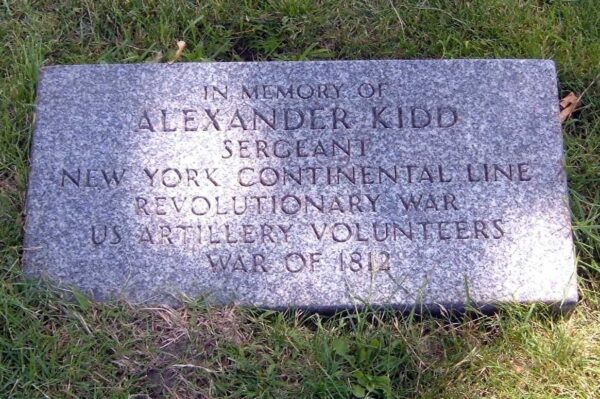 IN MEMORY OF
ALEXANDER KIDD
SERGEANT
NEW YORK CONTINENTAL LINE
REVOLUTIONARY WAR
US ARTILLERY VOLUNTEERS
WAR OF 1812